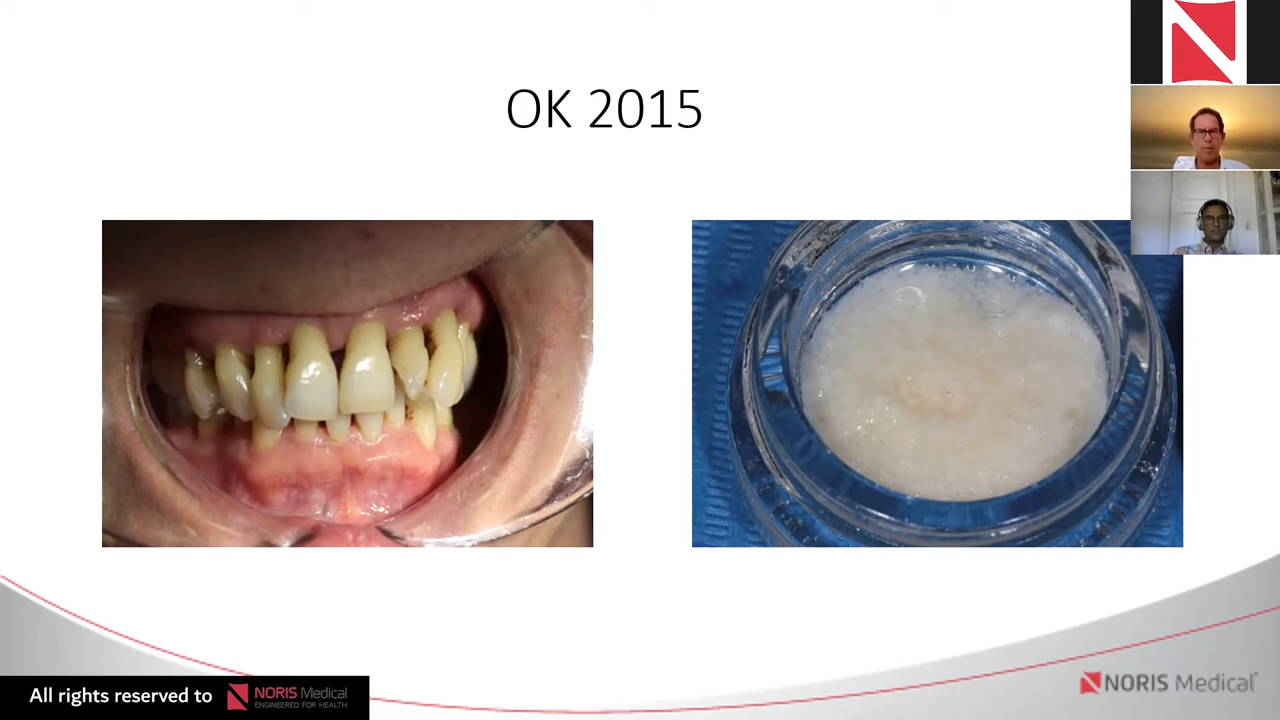 OK 2015
All rights reserved to
NORIS Medical
ENGINEERED FOR HEALTH
NORIS Medical